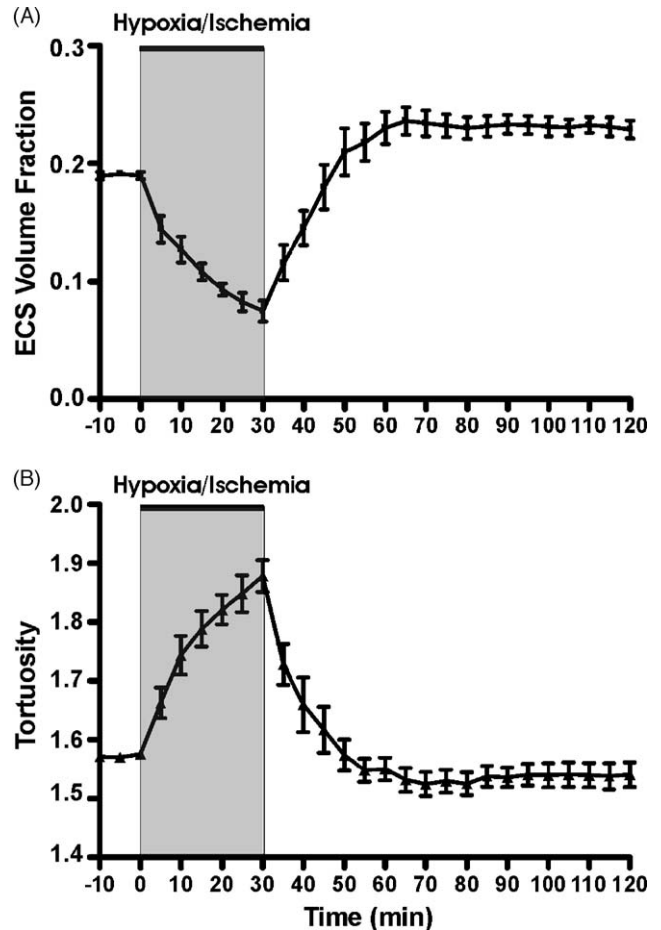 (A)
Hypoxia/Ischemia
0.3
0.2
0.1
0.0
ECS Volume Fraction
-10 0 10 20 30 40 50 60 70 80 90 100 110 120
(B)
Hypoxia/Ischemia
2.0
1.9
1.8
1.7
1.6
1.5
1.4
Tortuosity
-10 0 10 20 30 40 50 60 70 80 90 100 110 120
Time (min)